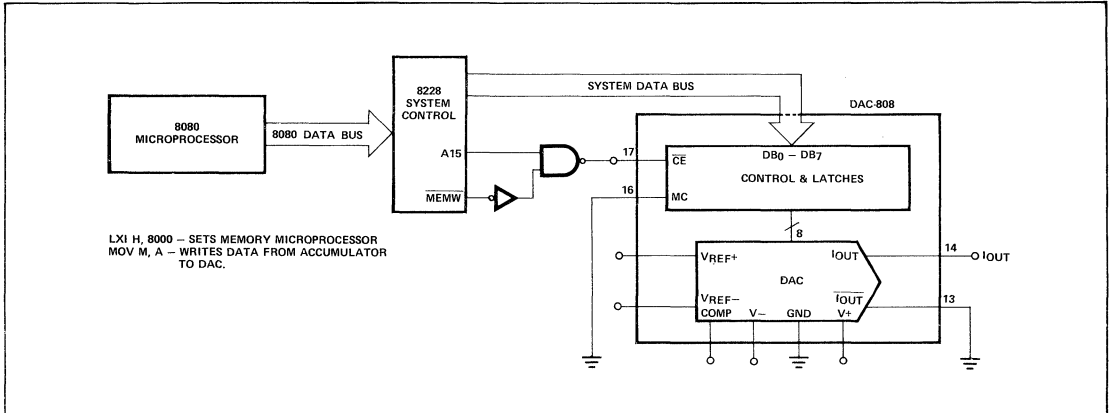 8080
MICROPROCESSOR
8080 DATA BUS
8228
SYSTEM
CONTROL
A15
MEMW
SYSTEM DATA BUS
DAC-808
17
CE
DB0 – DB7
CONTROL & LATCHES
16
MC
8
VREF+
IOUT
14
IOUT
DAC
VREF–
IOUT
13
COMP
V–
GND
V+
LXI H, 8000 – SETS MEMORY MICROPROCESSOR
MOV M, A – WRITES DATA FROM ACCUMULATOR
TO DAC.